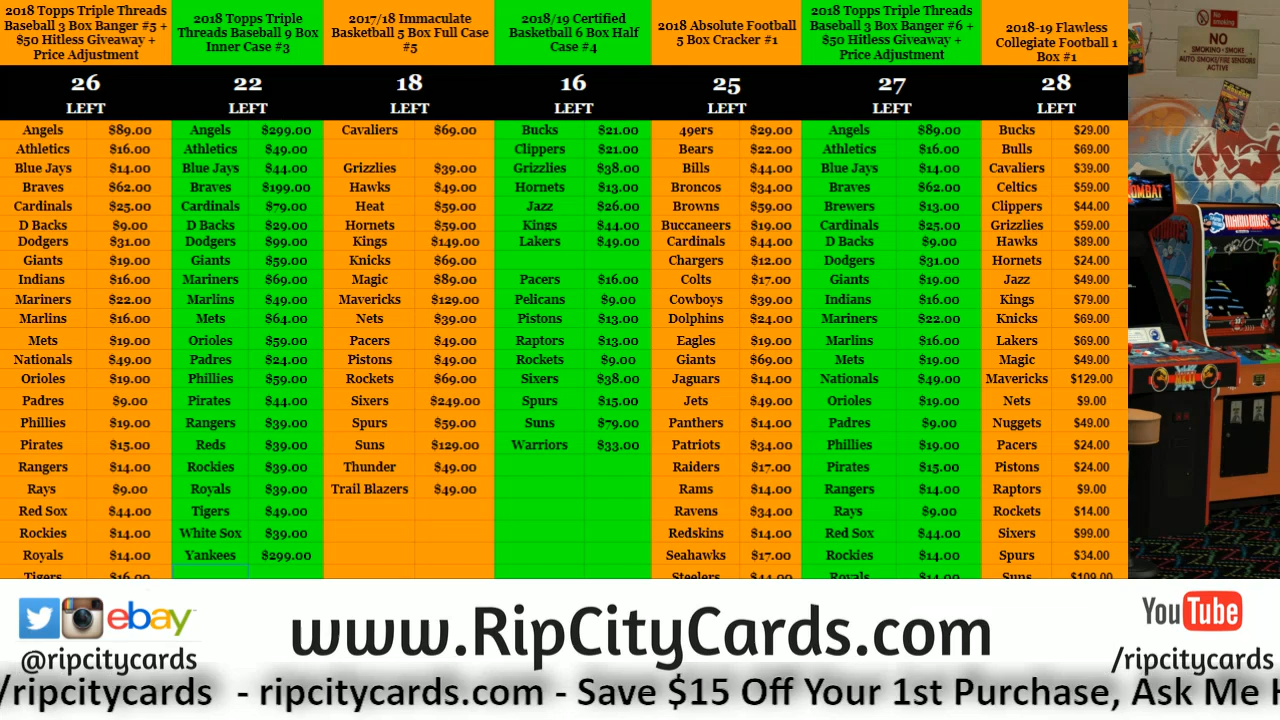 2018 Topps Triple Threads
Baseball 3 Box Banger #5 +
$50 Hitless Giveaway +
Price Adjustment
26
LEFT
Angels $89.00
Athletics $16.00
Blue Jays $14.00
Braves $62.00
Cardinals $25.00
D Backs $9.00
Dodgers $31.00
Giants $19.00
Indians $16.00
Mariners $22.00
Marlins $16.00
Mets $19.00
Nationals $49.00
Orioles $19.00
Padres $9.00
Phillies $19.00
Pirates $15.00
Rangers $14.00
Rays $9.00
Red Sox $44.00
Rockies $14.00
Royals $14.00
Tigers $16.00
2018 Topps Triple
Threads Baseball 9 Box
Inner Case #3
22
LEFT
Angels $299.00
Athletics $49.00
Blue Jays $44.00
Braves $199.00
Cardinals $79.00
D Backs $29.00
Dodgers $99.00
Giants $59.00
Mariners $69.00
Marlins $49.00
Mets $64.00
Orioles $59.00
Padres $24.00
Phillies $59.00
Pirates $44.00
Rangers $39.00
Reds $39.00
Rockies $39.00
Royals $39.00
Tigers $49.00
White Sox $39.00
Yankees $299.00
2017/18 Immaculate
Basketball 5 Box Full Case
#5
18
LEFT
Cavaliers $69.00
Grizzlies $39.00
Hawks $49.00
Heat $59.00
Hornets $59.00
Kings $149.00
Knicks $69.00
Magic $89.00
Mavericks $129.00
Nets $39.00
Pacers $49.00
Pistons $49.00
Rockets $69.00
Sixers $249.00
Spurs $59.00
Suns $129.00
Thunder $49.00
Trail Blazers $49.00
2018/19 Certified
Basketball 6 Box Half
Case #4
16
LEFT
Bucks $21.00
Clippers $21.00
Grizzlies $38.00
Hornets $13.00
Jazz $26.00
Kings $44.00
Lakers $49.00
Pacers $16.00
Pelicans $9.00
Pistons $13.00
Raptors $13.00
Rockets $9.00
Sixers $38.00
Spurs $15.00
Suns $79.00
Warriors $33.00
2018 Absolute Football
5 Box Cracker #1
25
LEFT
49ers $29.00
Bears $22.00
Bills $44.00
Broncos $34.00
Browns $59.00
Buccaneers $19.00
Cardinals $44.00
Chargers $12.00
Colts $17.00
Cowboys $39.00
Dolphins $24.00
Eagles $19.00
Giants $69.00
Jaguars $14.00
Jets $49.00
Panthers $14.00
Patriots $34.00
Raiders $17.00
Rams $14.00
Ravens $34.00
Redskins $14.00
Seahawks $17.00
Steelers $44.00
2018 Topps Triple Threads
Baseball 3 Box Banger #6 +
$50 Hitless Giveaway +
Price Adjustment
27
LEFT
Angels $89.00
Athletics $16.00
Blue Jays $14.00
Braves $62.00
Brewers $13.00
Cardinals $25.00
D Backs $9.00
Dodgers $31.00
Giants $19.00
Indians $16.00
Mariners $22.00
Marlins $16.00
Mets $19.00
Nationals $49.00
Orioles $19.00
Padres $9.00
Phillies $19.00
Pirates $15.00
Rangers $14.00
Rays $9.00
Red Sox $44.00
Rockies $14.00
Royals $14.00
2018-19 Flawless
Collegiate Football 1
Box #1
28
LEFT
Bucks $29.00
Bulls $69.00
Cavaliers $39.00
Celtics $59.00
Clippers $44.00
Grizzlies $59.00
Hawks $89.00
Hornets $24.00
Jazz $49.00
Kings $79.00
Knicks $69.00
Lakers $69.00
Magic $49.00
Mavericks $129.00
Nets $9.00
Nuggets $49.00
Pacers $24.00
Pistons $24.00
Raptors $9.00
Rockets $14.00
Sixers $99.00
Spurs $34.00
Suns $109.00
No smoking
NO
SMOKING - SMOKE
AUTO-SMOKE/FIRE SENSORS
ACTIVE
KOMBAT
MARIO BROS.
ebay
@ripcitycards
www.RipCityCards.com
YouTube
/ripcitycards
/ripcitycards - ripcitycards.com - Save $15 Off Your 1st Purchase, Ask Me H